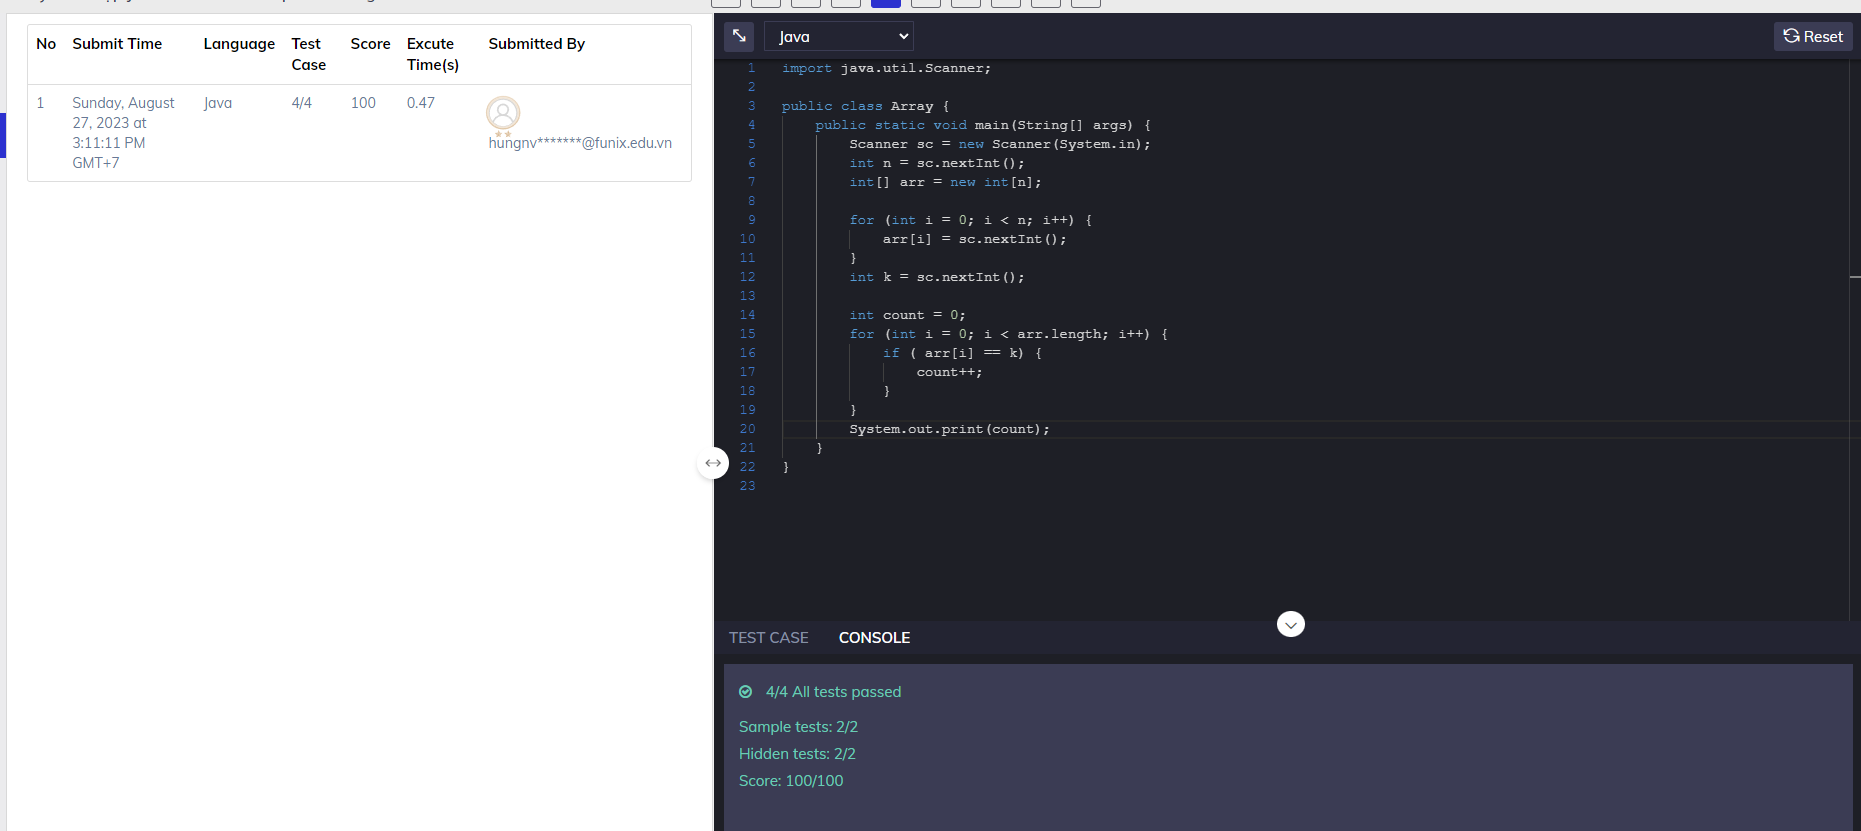 No Submit Time Language Test Case Score Excute Time(s) Submitted By
1 Sunday, August 27, 2023 at 3:11:11 PM GMT+7 Java 4/4 100 0.47 hungnv*******@funix.edu.vn
Java
Reset
1 import java.util.Scanner;
2
3 public class Array {
4 public static void main(String[] args) {
5 Scanner sc = new Scanner(System.in);
6 int n = sc.nextInt();
7 int[] arr = new int[n];
8
9 for (int i = 0; i < n; i++) {
10 arr[i] = sc.nextInt();
11 }
12 int k = sc.nextInt();
13
14 int count = 0;
15 for (int i = 0; i < arr.length; i++) {
16 if ( arr[i] == k) {
17 count++;
18 }
19 }
20 System.out.print(count);
21 }
22 }
23
TEST CASE CONSOLE
4/4 All tests passed
Sample tests: 2/2
Hidden tests: 2/2
Score: 100/100